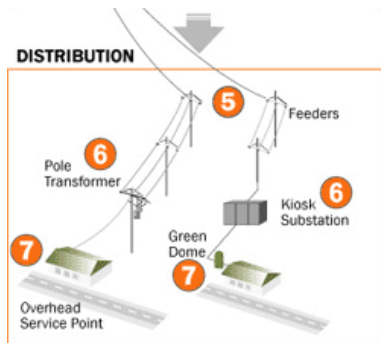 DISTRIBUTION
5
Feeders
6
Pole
Transformer
6
Kiosk
Substation
7
Green
Dome
7
Overhead
Service Point